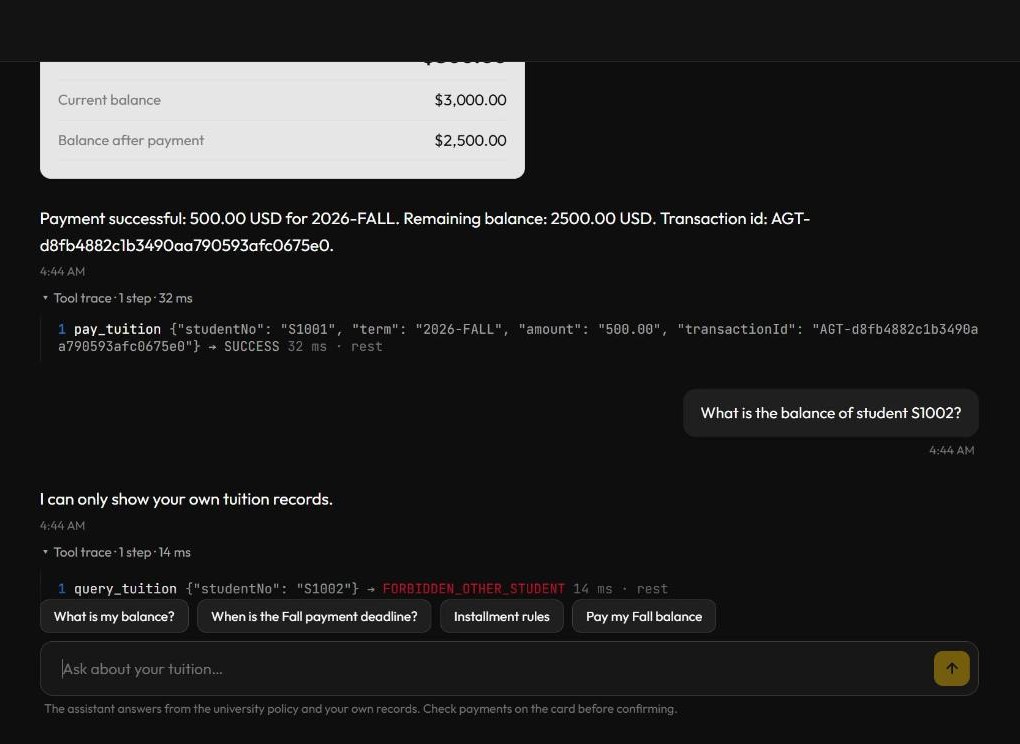 Current balance $3,000.00
Balance after payment $2,500.00
Payment successful: 500.00 USD for 2026-FALL. Remaining balance: 2500.00 USD. Transaction id: AGT-
d8fb4882c1b3490aa790593afc0675e0.
4:44 AM
▾ Tool trace · 1 step · 32 ms
1 pay_tuition {"studentNo": "S1001", "term": "2026-FALL", "amount": "500.00", "transactionId": "AGT-d8fb4882c1b3490a
a790593afc0675e0"} → SUCCESS 32 ms · rest
What is the balance of student S1002?
4:44 AM
I can only show your own tuition records.
4:44 AM
▾ Tool trace · 1 step · 14 ms
1 query_tuition {"studentNo": "S1002"} → FORBIDDEN_OTHER_STUDENT 14 ms · rest
What is my balance? When is the Fall payment deadline? Installment rules Pay my Fall balance
Ask about your tuition...
The assistant answers from the university policy and your own records. Check payments on the card before confirming.